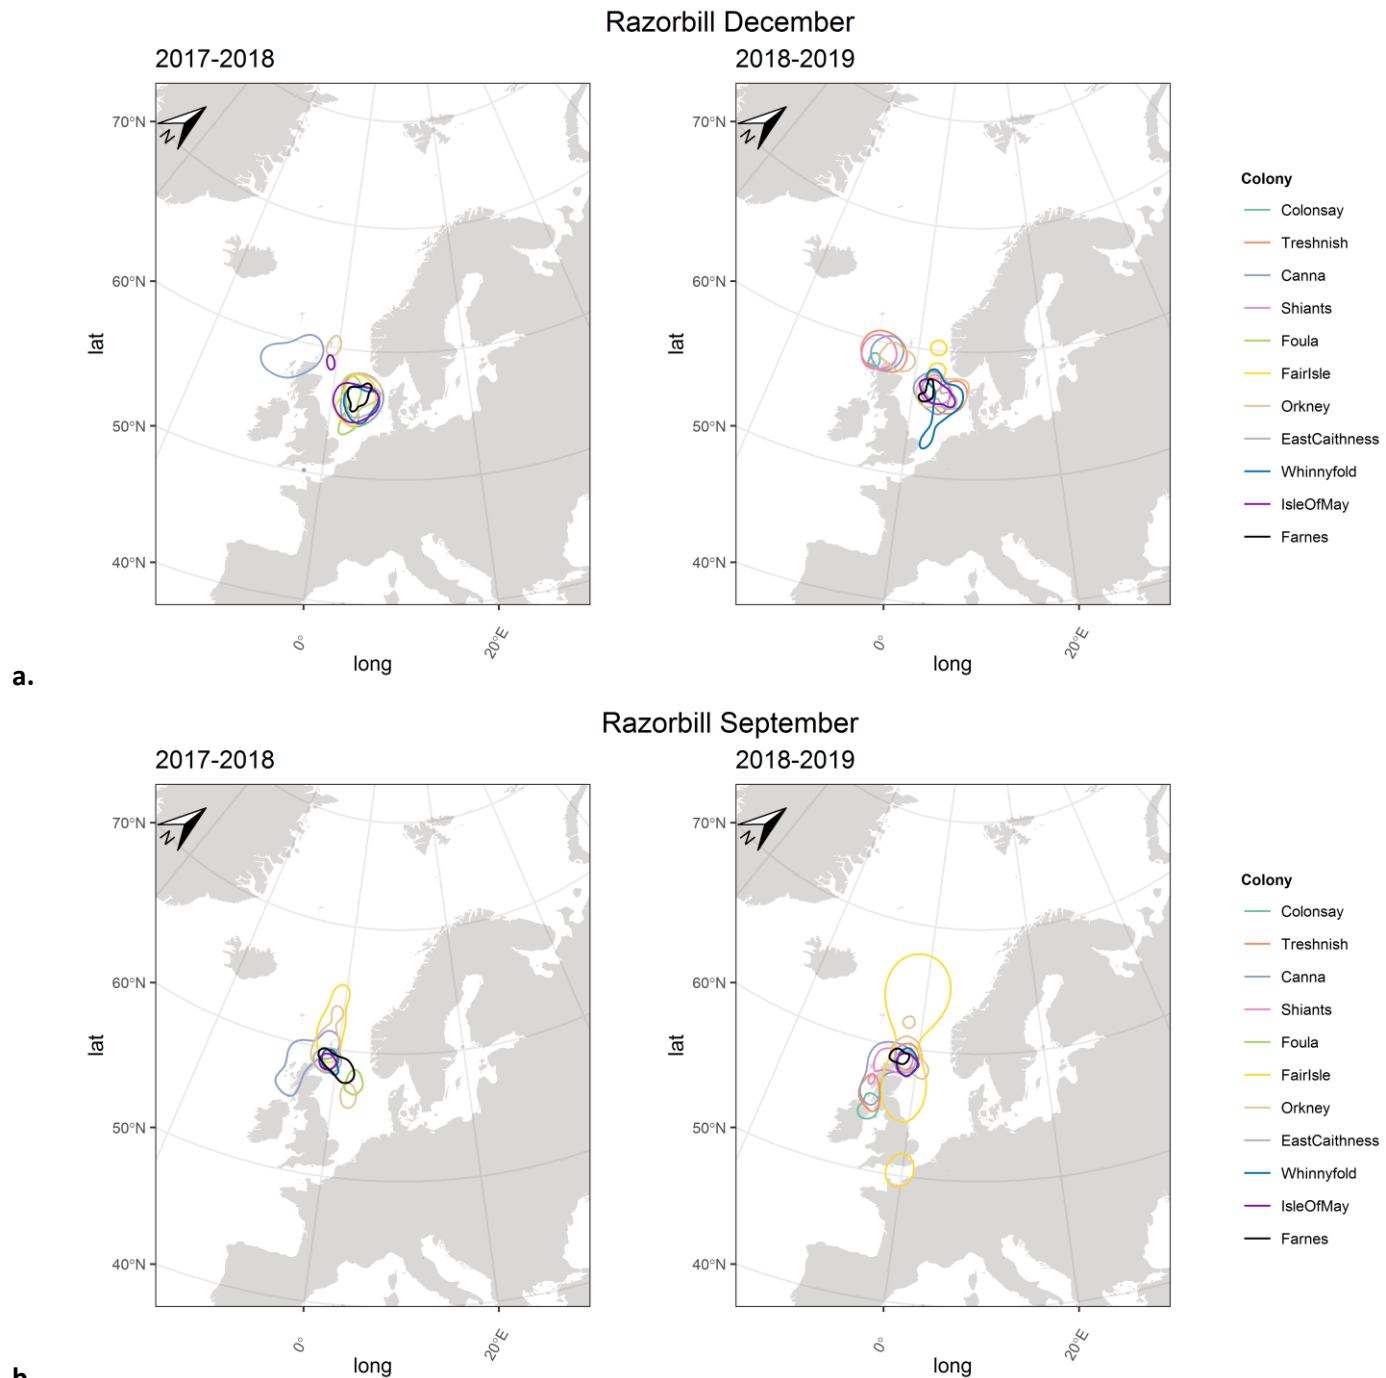 Razorbill December
2017-2018
2018-2019
N
N
70°N
60°N
50°N
40°N
lat
0°
20°E
long
70°N
60°N
50°N
40°N
lat
0°
20°E
long
Colony
Colonsay
Treshnish
Canna
Shiants
Foula
FairIsle
Orkney
EastCaithness
Whinnyfold
IsleOfMay
Farnes
a.
Razorbill September
2017-2018
2018-2019
N
N
70°N
60°N
50°N
40°N
lat
0°
20°E
long
70°N
60°N
50°N
40°N
lat
0°
20°E
long
Colony
Colonsay
Treshnish
Canna
Shiants
Foula
FairIsle
Orkney
EastCaithness
Whinnyfold
IsleOfMay
Farnes